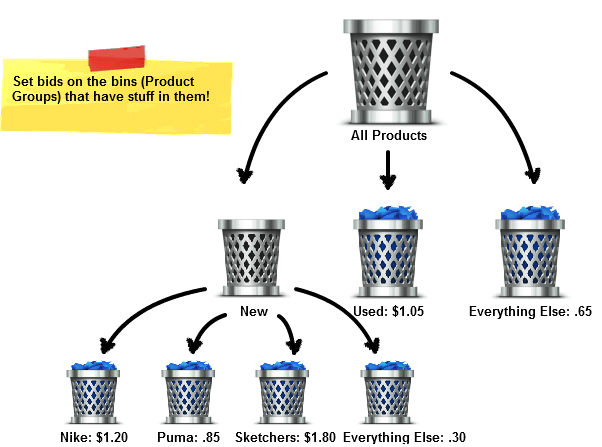 Set bids on the bins (Product
Groups) that have stuff in them!
All Products
New
Used: $1.05
Everything Else: .65
Nike: $1.20
Puma: .85
Sketchers: $1.80
Everything Else: .30